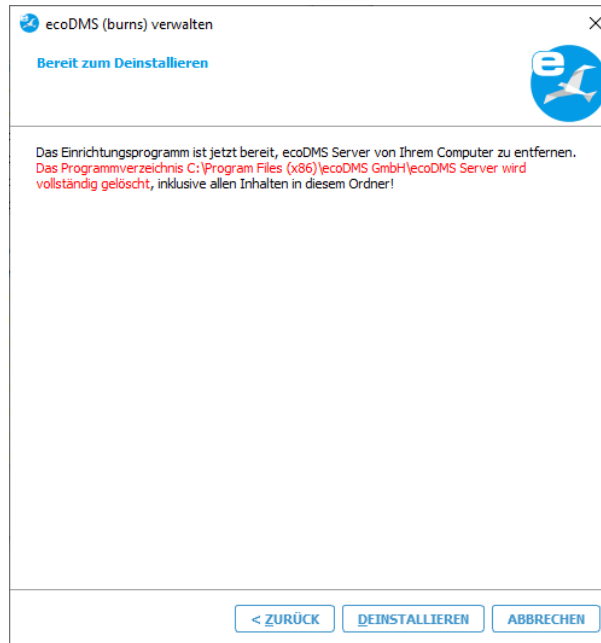 ecoDMS (burns) verwalten
Bereit zum Deinstallieren
e
Das Einrichtungsprogramm ist jetzt bereit, ecoDMS Server von Ihrem Computer zu entfernen.
Das Programmverzeichnis C:\Program Files (x86)\ecoDMS GmbH\ecoDMS Server wird
vollständig gelöscht, inklusive allen Inhalten in diesem Ordner!
< ZURÜCK
DEINSTALLIEREN
ABBRECHEN